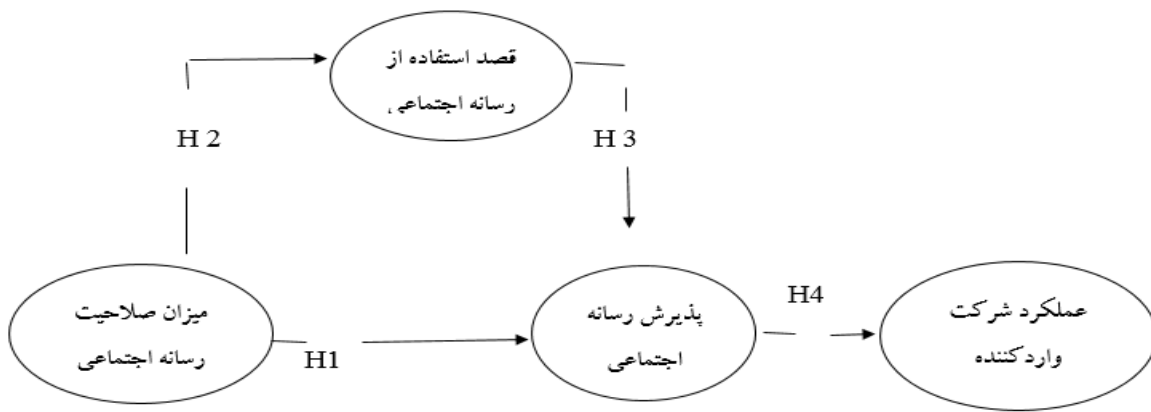 قصد استفاده از
رسانه اجتماعی
H 2
H 3
میزان صلاحیت
رسانه اجتماعی
H1
پذیرش رسانه
اجتماعی
H4
عملکرد شرکت
واردکننده